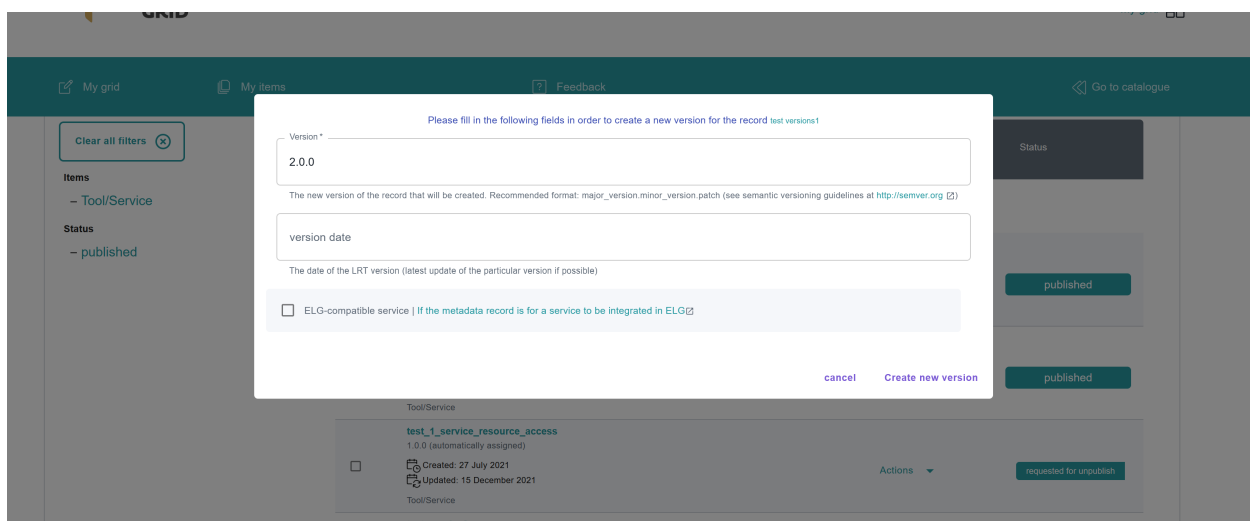 GRID
My grid
My items
Feedback
Go to catalogue
Clear all filters
Items
– Tool/Service
Status
– published
Status
Please fill in the following fields in order to create a new version for the record test versions1
Version *
2.0.0
The new version of the record that will be created. Recommended format: major_version.minor_version.patch (see semantic versioning guidelines at http://semver.org )
version date
The date of the LRT version (latest update of the particular version if possible)
ELG-compatible service | If the metadata record is for a service to be integrated in ELG
cancel
Create new version
published
published
Tool/Service
test_1_service_resource_access
1.0.0 (automatically assigned)
Created: 27 July 2021
Updated: 15 December 2021
Tool/Service
Actions
requested for unpublish